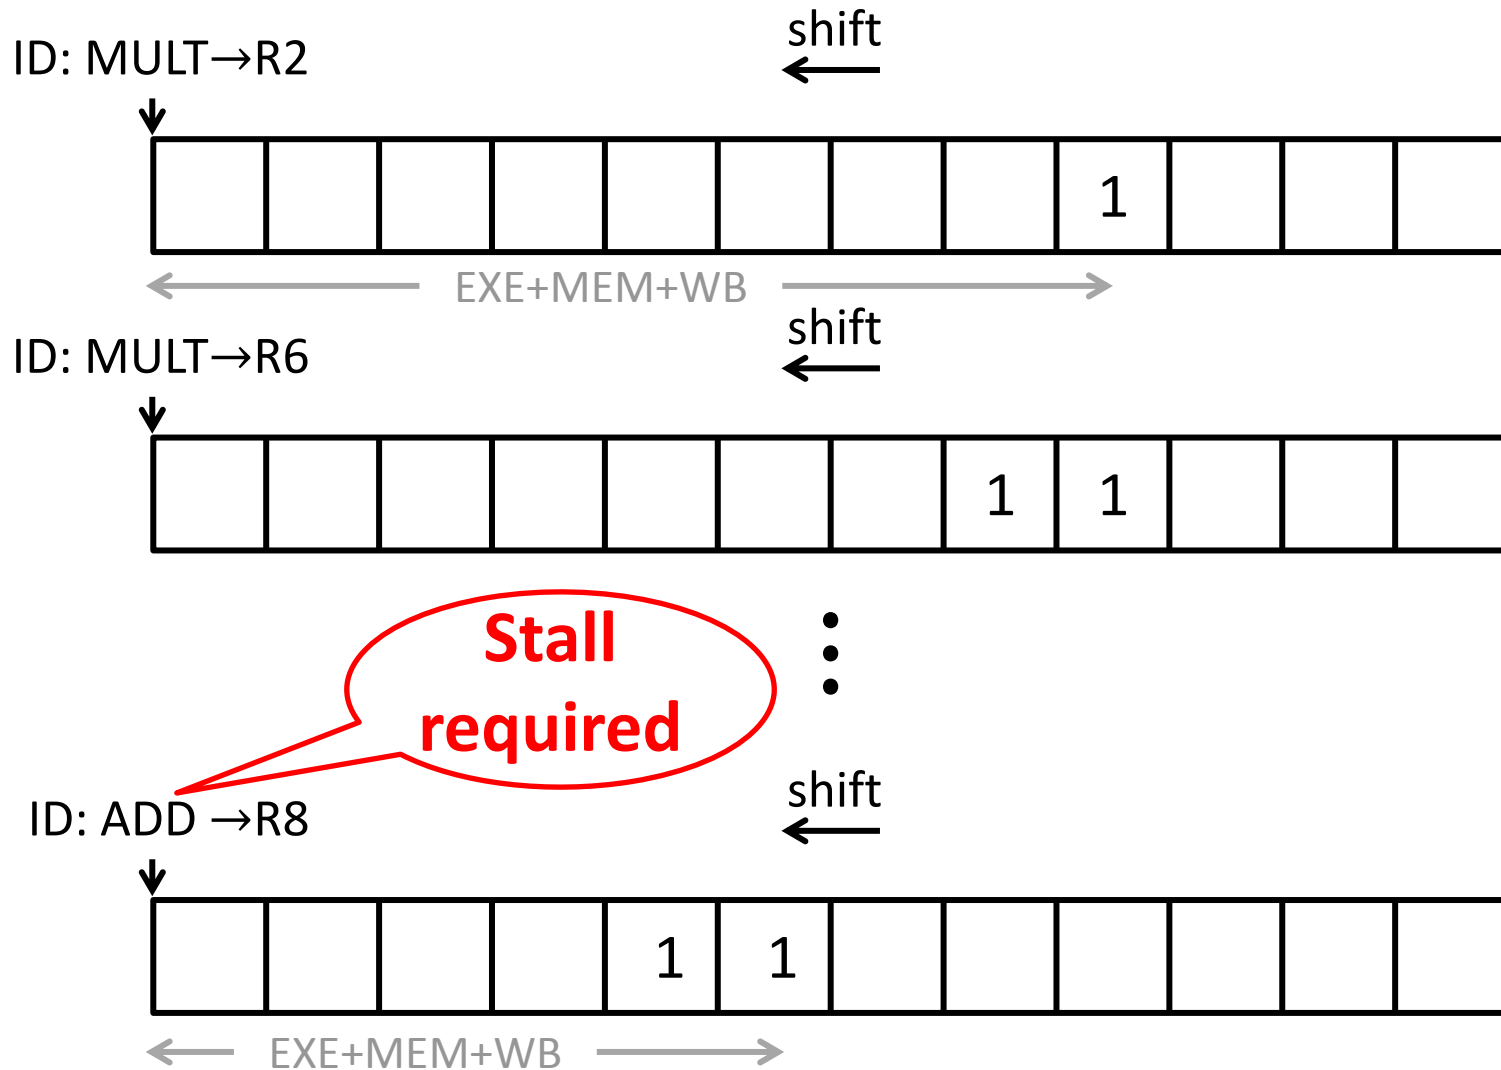 shift
ID: MULT→R2
1
EXE+MEM+WB
shift
ID: MULT→R6
1 1
Stall
required
shift
ID: ADD →R8
1 1
EXE+MEM+WB